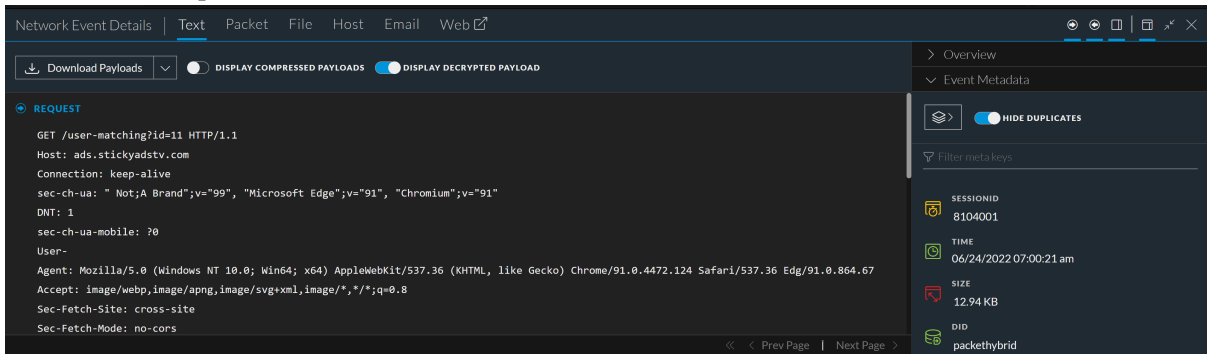 Network Event Details | Text Packet File Host Email Web
Download Payloads DISPLAY COMPRESSED PAYLOADS DISPLAY DECRYPTED PAYLOAD
REQUEST
GET /user-matching?id=11 HTTP/1.1
Host: ads.stickyadstv.com
Connection: keep-alive
sec-ch-ua: " Not;A Brand";v="99", "Microsoft Edge";v="91", "Chromium";v="91"
DNT: 1
sec-ch-ua-mobile: ?0
User-
Agent: Mozilla/5.0 (Windows NT 10.0; Win64; x64) AppleWebKit/537.36 (KHTML, like Gecko) Chrome/91.0.4472.124 Safari/537.36 Edg/91.0.864.67
Accept: image/webp,image/apng,image/svg+xml,image/*,*/*;q=0.8
Sec-Fetch-Site: cross-site
Sec-Fetch-Mode: no-cors
« < Prev Page | Next Page >
> Overview
Event Metadata
HIDE DUPLICATES
Filter meta keys
SESSIONID
8104001
TIME
06/24/2022 07:00:21 am
SIZE
12.94 KB
DID
packethybrid